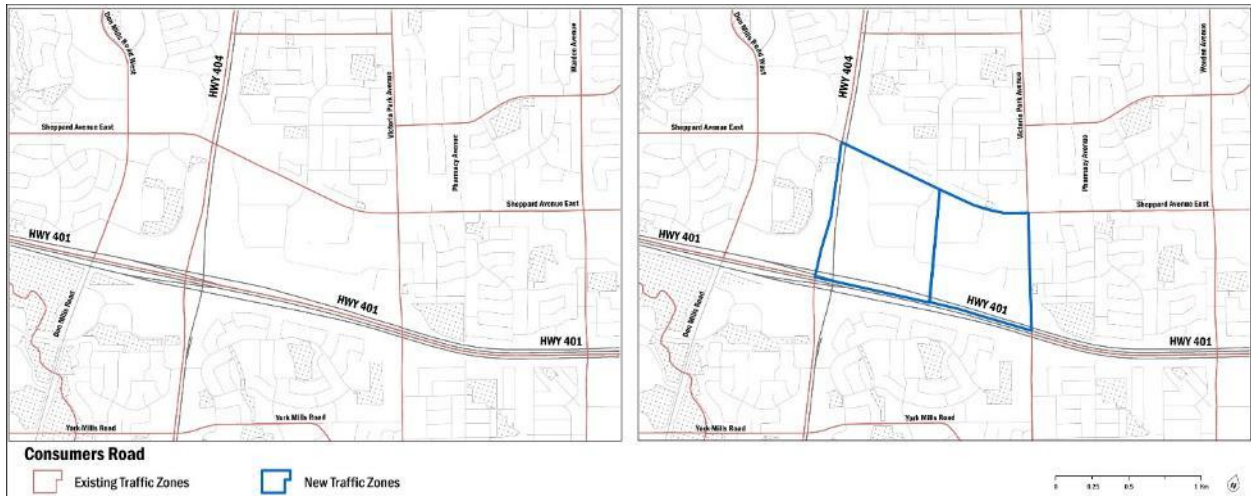 Don Mills Road West
HWY 404
Victoria Park Avenue
Warden Avenue
Sheppard Avenue East
Pharmacy Avenue
Sheppard Avenue East
HWY 401
HWY 401
HWY 401
Don Mills Road
York Mills Road
York Mills Road
Don Mills Road West
HWY 404
Victoria Park Avenue
Warden Avenue
Sheppard Avenue East
Pharmacy Avenue
Sheppard Avenue East
HWY 401
HWY 401
HWY 401
Don Mills Road
York Mills Road
York Mills Road
Consumers Road
Existing Traffic Zones
New Traffic Zones
0 0.25 0.5 1 Km
N